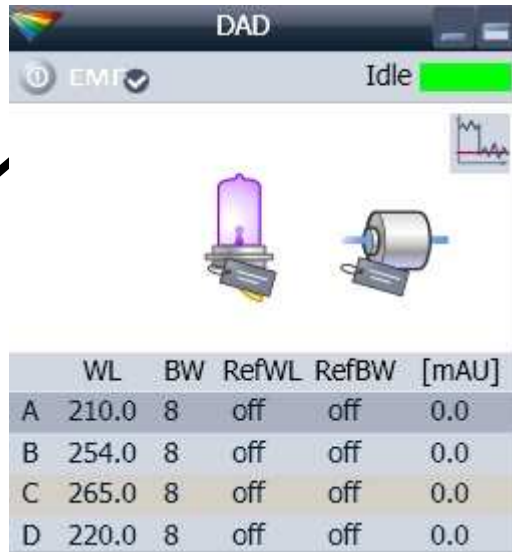 DAD
EMF Idle
WL BW RefWL RefBW [mAU]
A 210.0 8 off off 0.0
B 254.0 8 off off 0.0
C 265.0 8 off off 0.0
D 220.0 8 off off 0.0